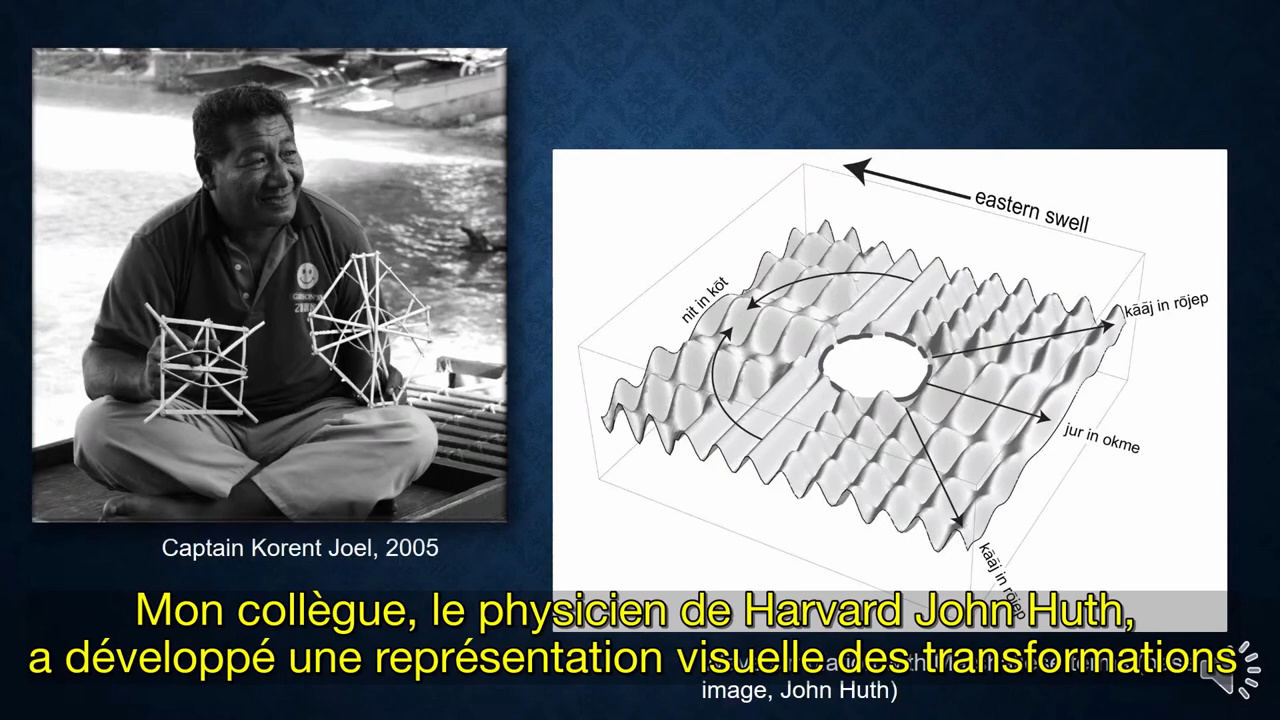 eastern swell
nit in kōt
kāāj in rōjep
jur in okme
kāāj in rōjep
Captain Korent Joel, 2005
Mon collègue, le physicien de Harvard John Huth,
a développé une représentation visuelle des transformations
image, John Huth)